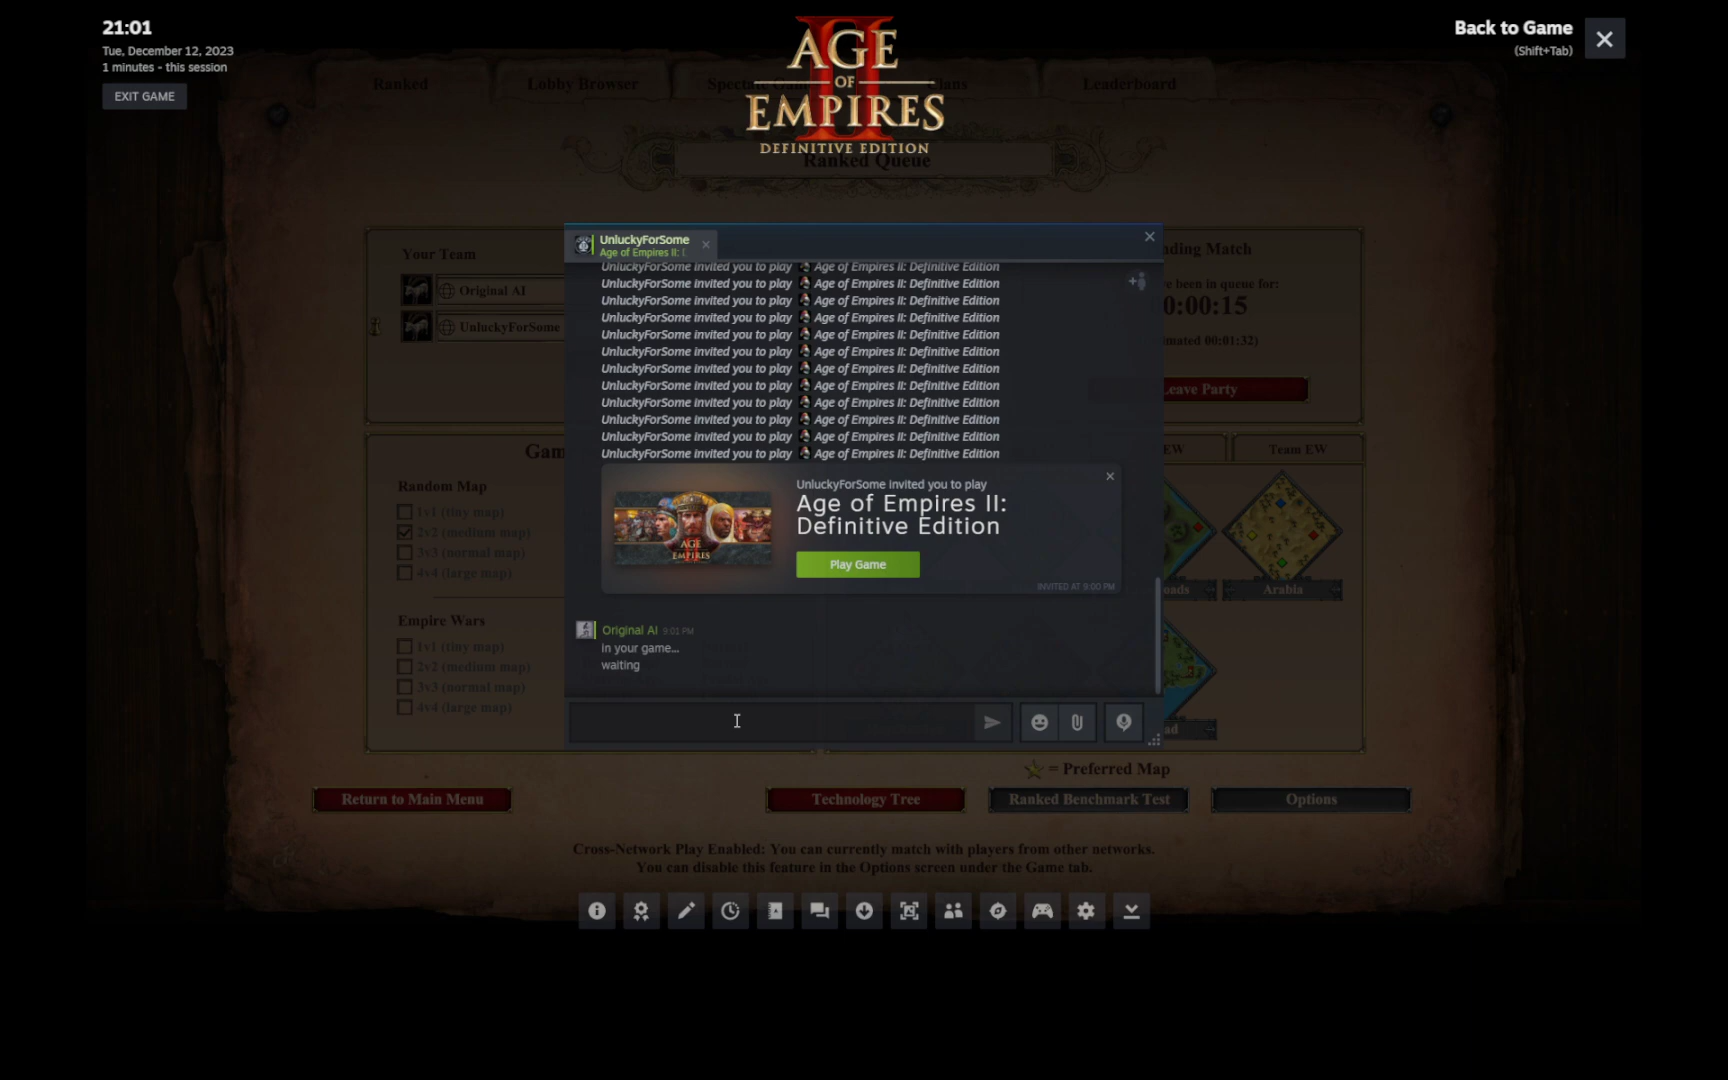 21:01
Tue, December 12, 2023
1 minutes - this session
EXIT GAME
AGE
OF
EMPIRES
DEFINITIVE EDITION
Back to Game
(Shift+Tab)
Ranked
Lobby Browser
Leaderboard
Ranked Queue
UnluckyForSome
Age of Empires II:
Your Team
Original AI
UnluckyForSome
UnluckyForSome invited you to play Age of Empires II: Definitive Edition
UnluckyForSome invited you to play Age of Empires II: Definitive Edition
UnluckyForSome invited you to play Age of Empires II: Definitive Edition
UnluckyForSome invited you to play Age of Empires II: Definitive Edition
UnluckyForSome invited you to play Age of Empires II: Definitive Edition
UnluckyForSome invited you to play Age of Empires II: Definitive Edition
UnluckyForSome invited you to play Age of Empires II: Definitive Edition
UnluckyForSome invited you to play Age of Empires II: Definitive Edition
UnluckyForSome invited you to play Age of Empires II: Definitive Edition
UnluckyForSome invited you to play Age of Empires II: Definitive Edition
UnluckyForSome invited you to play Age of Empires II: Definitive Edition
UnluckyForSome invited you to play Age of Empires II: Definitive Edition
Match
been in queue for:
0:00:15
00:01:32)
Leave Party
UnluckyForSome invited you to play
Age of Empires II:
Definitive Edition
AGE
EMPIRES
Play Game
INVITED AT 9:00 PM
Original AI 9:01 PM
in your game...
waiting
Random Map
1v1 (tiny map)
2v2 (medium map)
3v3 (normal map)
4v4 (large map)
Empire Wars
1v1 (tiny map)
2v2 (medium map)
3v3 (normal map)
4v4 (large map)
EW
Team EW
Arabia
= Preferred Map
Return to Main Menu
Technology Tree
Ranked Benchmark Test
Options
Cross-Network Play Enabled: You can currently match with players from other networks.
You can disable this feature in the Options screen under the Game tab.